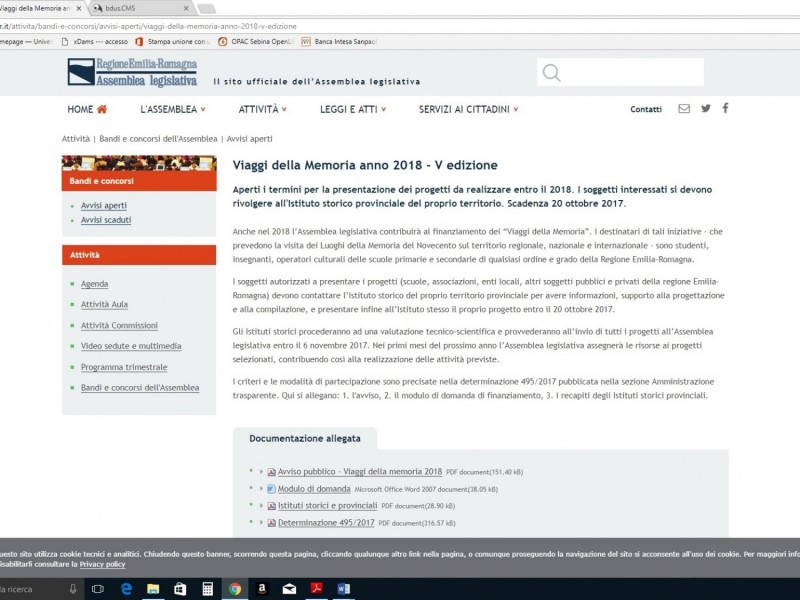 Viaggi della Memoria an
bdus.CMS
r.it/attivita/bandi-e-concorsi/avvisi-aperti/viaggi-della-memoria-anno-2018-v-edizione
xDams --- accesso
Stampa unione con
OPAC Sebina OpenLi
Banca Intesa Sanpaol
RegioneEmilia-Romagna
Assemblea legislativa
Il sito ufficiale dell'Assemblea legislativa
HOME
L'ASSEMBLEA
ATTIVITÀ
LEGGI E ATTI
SERVIZI AI CITTADINI
Contatti
Attività | Bandi e concorsi dell'Assemblea | Avvisi aperti
Bandi e concorsi
Avvisi aperti
Avvisi scaduti
Attività
Agenda
Attività Aula
Attività Commissioni
Video sedute e multimedia
Programma trimestrale
Bandi e concorsi dell'Assemblea
Viaggi della Memoria anno 2018 - V edizione
Aperti i termini per la presentazione dei progetti da realizzare entro il 2018. I soggetti interessati si devono
rivolgere all'Istituto storico provinciale del proprio territorio. Scadenza 20 ottobre 2017.
Anche nel 2018 l'Assemblea legislativa contribuirà al finanziamento dei "Viaggi della Memoria". I destinatari di tali iniziative - che
prevedono la visita dei Luoghi della Memoria del Novecento sul territorio regionale, nazionale e internazionale - sono studenti,
insegnanti, operatori culturali delle scuole primarie e secondarie di qualsiasi ordine e grado della Regione Emilia-Romagna.
I soggetti autorizzati a presentare i progetti (scuole, associazioni, enti locali, altri soggetti pubblici e privati della regione Emilia-
Romagna) devono contattare l'Istituto storico del proprio territorio provinciale per avere informazioni, supporto alla progettazione
e alla compilazione, e presentare infine all'Istituto stesso il proprio progetto entro il 20 ottobre 2017.
Gli Istituti storici procederanno ad una valutazione tecnico-scientifica e provvederanno all'invio di tutti i progetti all'Assemblea
legislativa entro il 6 novembre 2017. Nei primi mesi del prossimo anno l'Assemblea legislativa assegnerà le risorse ai progetti
selezionati, contribuendo così alla realizzazione delle attività previste.
I criteri e le modalità di partecipazione sono precisate nella determinazione 495/2017 pubblicata nella sezione Amministrazione
trasparente. Qui si allegano: 1. l'avviso, 2. il modulo di domanda di finanziamento, 3. i recapiti degli Istituti storici provinciali.
Documentazione allegata
Avviso pubblico - Viaggi della memoria 2018 PDF document(151.40 kB)
Modulo di domanda Microsoft Office Word 2007 document(38.05 kB)
Istituti storici e provinciali PDF document(28.90 kB)
Determinazione 495/2017 PDF document(316.57 kB)
uesto sito utilizza cookie tecnici e analitici. Chiudendo questo banner, scorrendo questa pagina, cliccando qualunque altro link nella pagina, o comunque proseguendo la navigazione del sito si acconsente all'uso dei cookie. Per maggiori info
isabilitarli consultare la Privacy policy
la ricerca